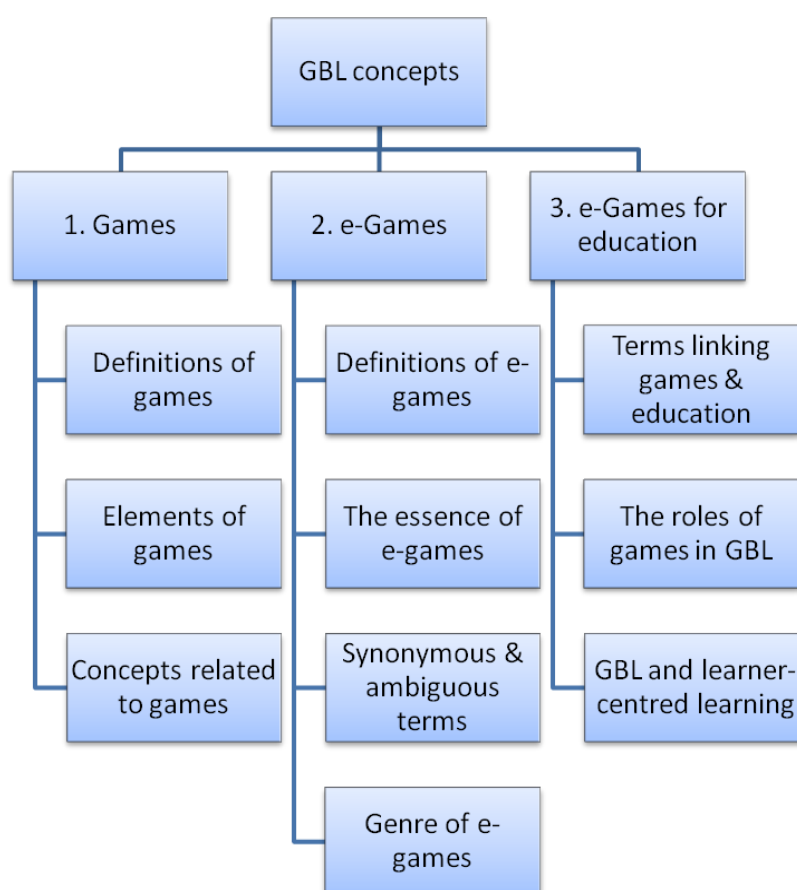 GBL concepts
1. Games
2. e-Games
3. e-Games for
education
Definitions of
games
Elements of
games
Concepts related
to games
Definitions of e-
games
The essence of
e-games
Synonymous &
ambiguous
terms
Genre of e-
games
Terms linking
games &
education
The roles of
games in GBL
GBL and learner-
centred learning